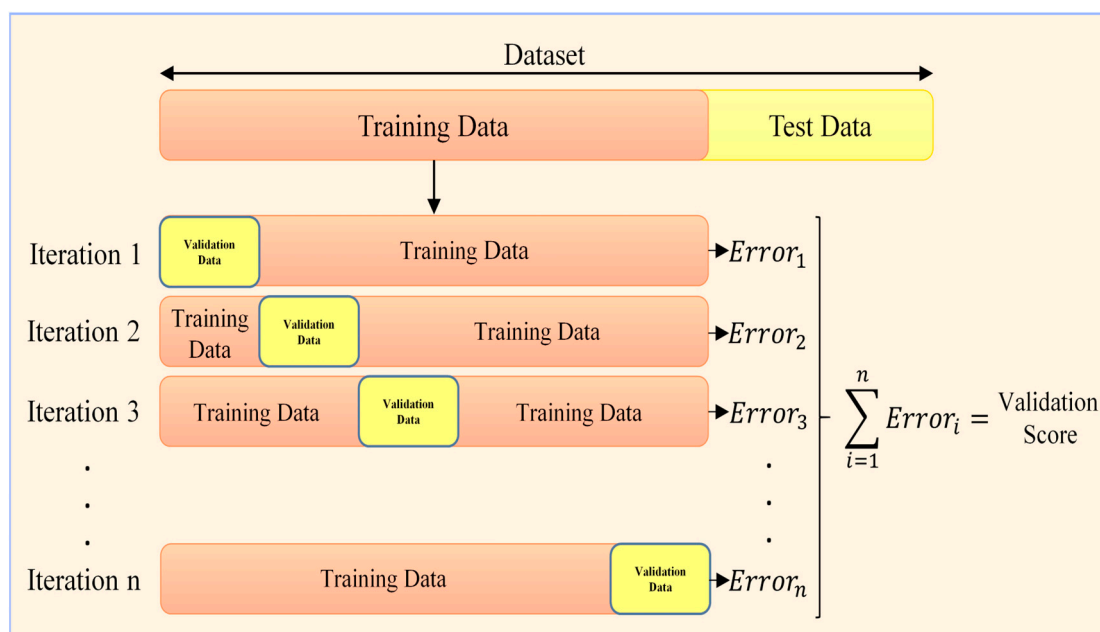 Dataset
Training Data Test Data
Iteration 1 Validation Data Training Data Error₁
Iteration 2 Training Data Validation Data Training Data Error₂
Iteration 3 Training Data Validation Data Training Data Error₃
n
∑ Errorᵢ = Validation Score
i=1
Iteration n Training Data Validation Data Errorₙ